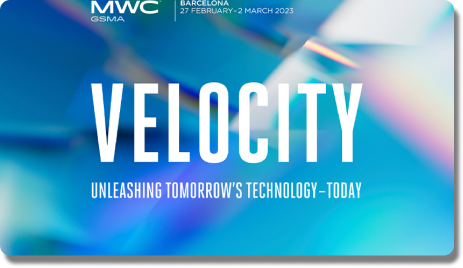 MWC
GSMA
BARCELONA
27 FEBRUARY–2 MARCH 2023
VELOCITY
UNLEASHING TOMORROW'S TECHNOLOGY–TODAY